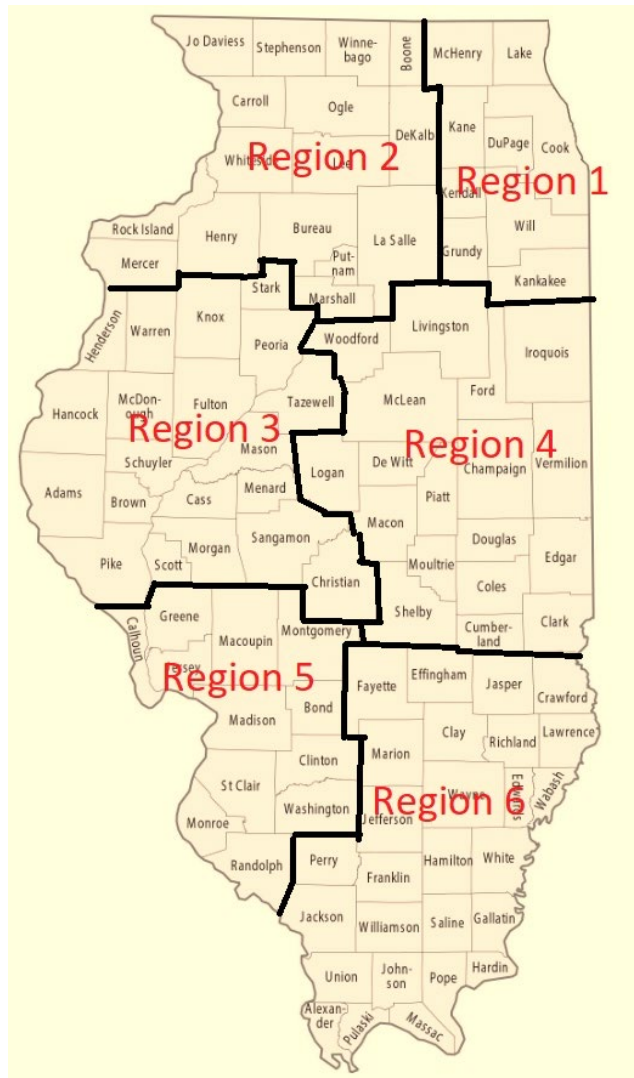 Jo Daviess
Stephenson
Winne-
bago
Boone
McHenry
Lake
Carroll
Ogle
DeKalb
Kane
DuPage
Cook
Whiteside
Lee
Region 2
Kendall
Region 1
Rock Island
Henry
Bureau
La Salle
Will
Mercer
Put-
nam
Grundy
Kankakee
Stark
Marshall
Henderson
Warren
Knox
Peoria
Woodford
Livingston
Iroquois
Hancock
McDon-
ough
Fulton
Tazewell
McLean
Ford
Region 3
Mason
Region 4
Schuyler
Logan
De Witt
Champaign
Vermilion
Adams
Brown
Cass
Menard
Piatt
Macon
Pike
Scott
Morgan
Sangamon
Christian
Moultrie
Douglas
Edgar
Coles
Shelby
Calhoun
Greene
Macoupin
Montgomery
Cumber-
land
Clark
Jersey
Region 5
Fayette
Effingham
Jasper
Crawford
Madison
Bond
Clay
Richland
Lawrence
Clinton
Marion
St Clair
Wayne
Edwards
Wabash
Region 6
Washington
Jefferson
Monroe
Randolph
Perry
Hamilton
White
Franklin
Jackson
Williamson
Saline
Gallatin
Union
John-
son
Pope
Hardin
Alexan-
der
Pulaski
Massac